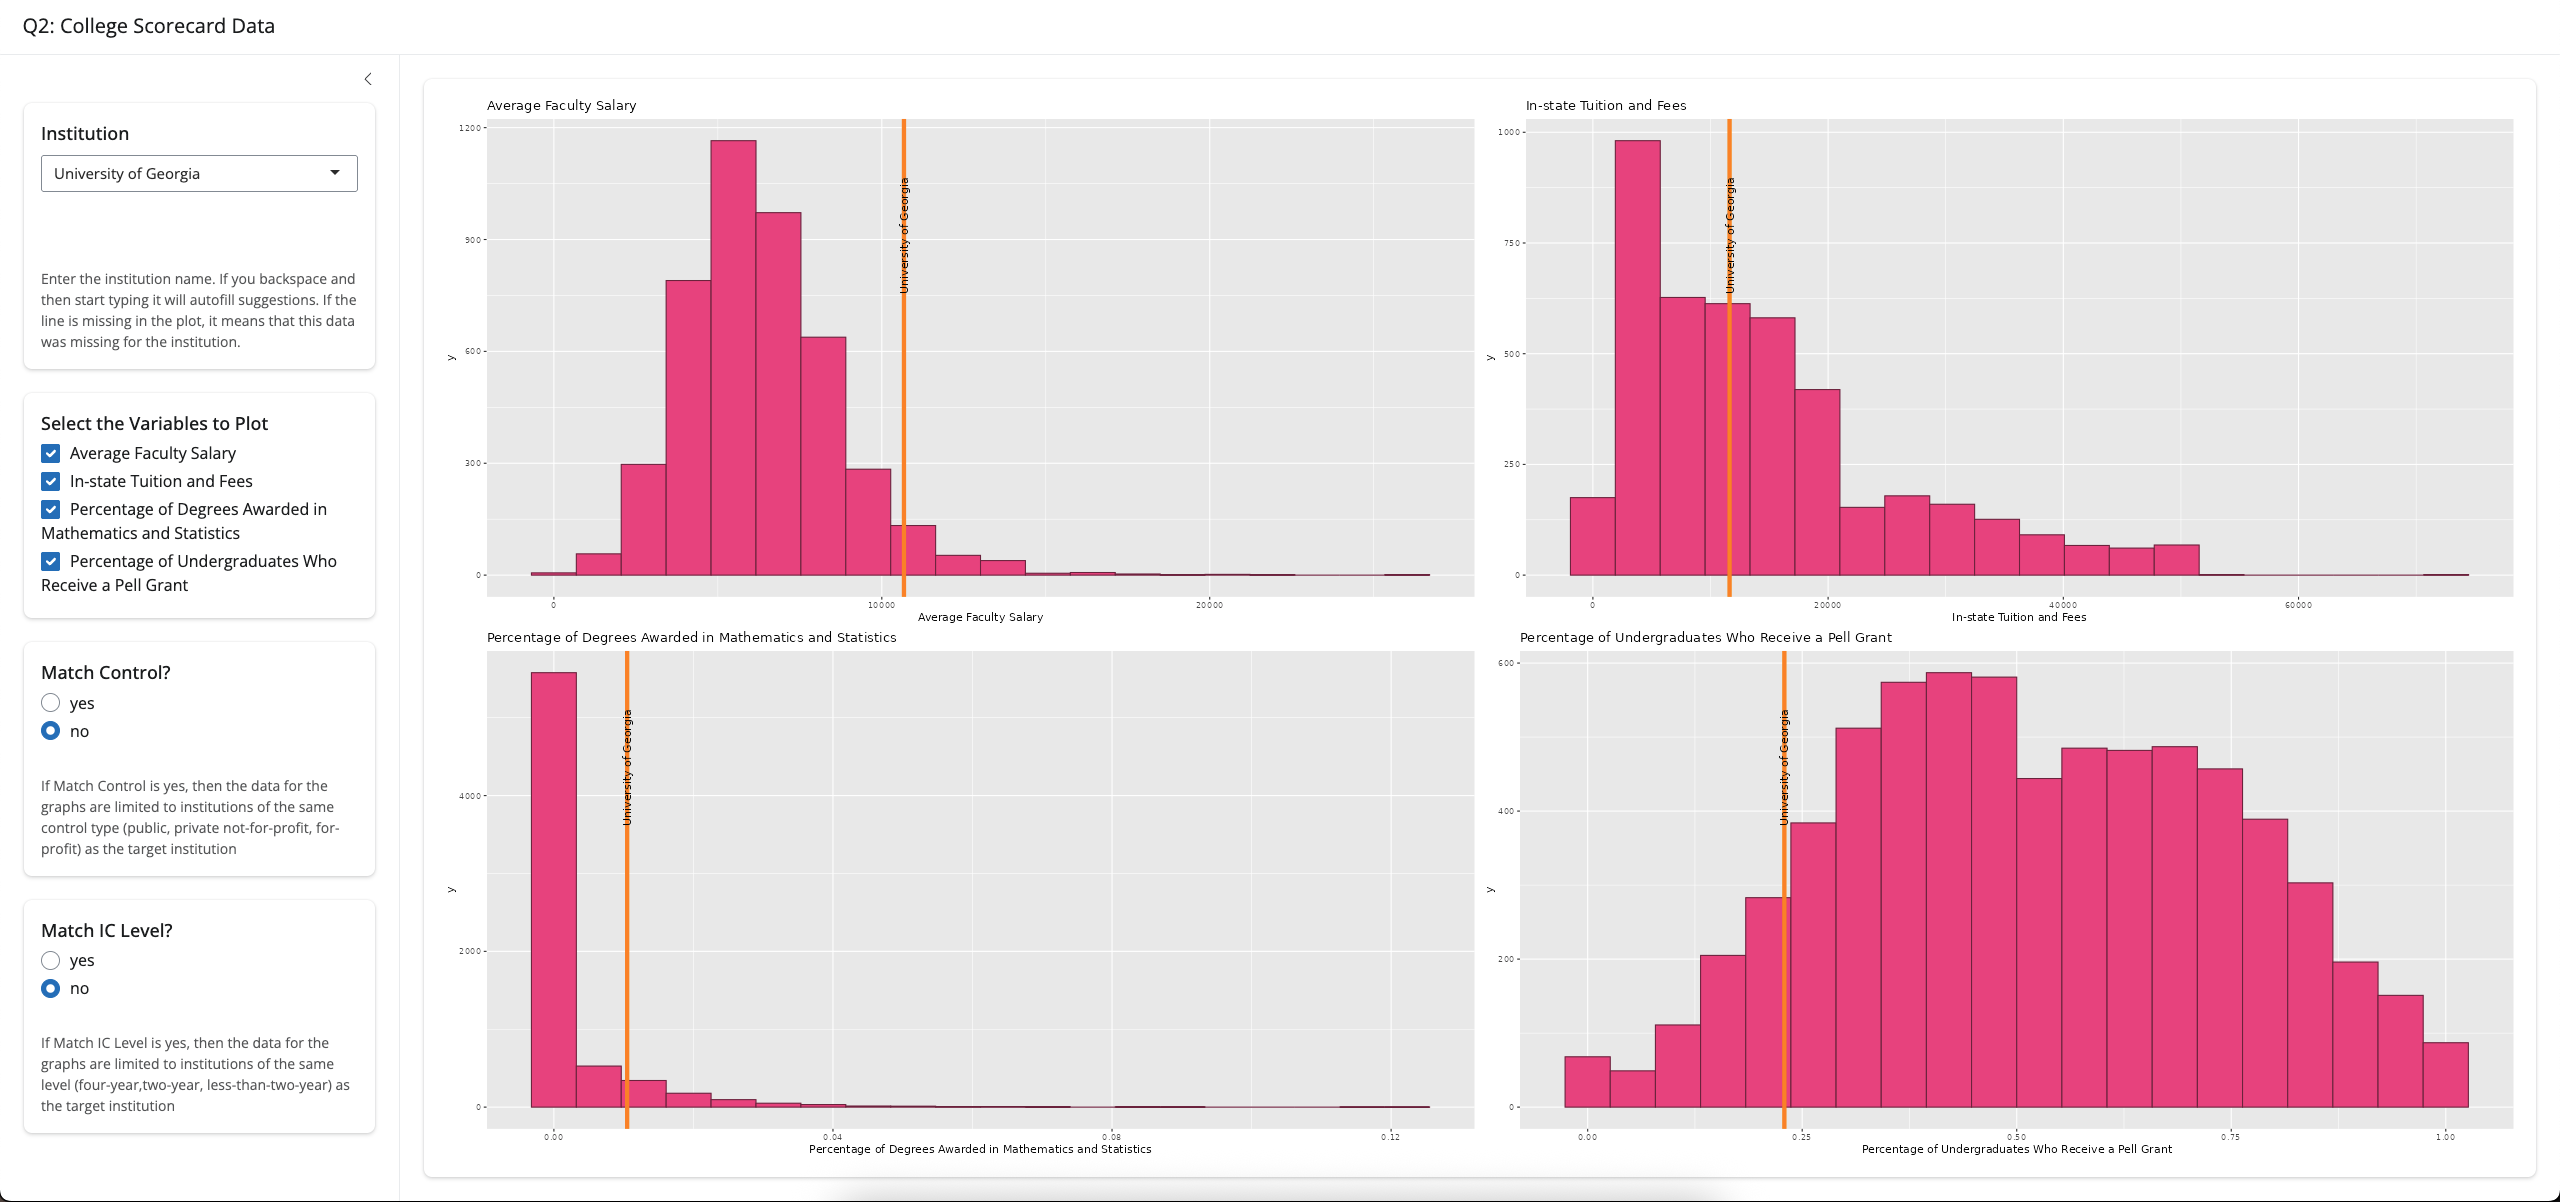 Q2: College Scorecard Data
Institution
University of Georgia
Enter the institution name. If you backspace and
then start typing it will autofill suggestions. If the
line is missing in the plot, it means that this data
was missing for the institution.
Select the Variables to Plot
Average Faculty Salary
In-state Tuition and Fees
Percentage of Degrees Awarded in
Mathematics and Statistics
Percentage of Undergraduates Who
Receive a Pell Grant
Match Control?
yes
no
If Match Control is yes, then the data for the
graphs are limited to institutions of the same
control type (public, private not-for-profit, for-
profit) as the target institution
Match IC Level?
yes
no
If Match IC Level is yes, then the data for the
graphs are limited to institutions of the same
level (four-year,two-year, less-than-two-year) as
the target institution
Average Faculty Salary
1200
900
600
300
0
y
University of Georgia
0 10000 20000
Average Faculty Salary
In-state Tuition and Fees
1000
750
500
250
0
y
University of Georgia
0 20000 40000 60000
In-state Tuition and Fees
Percentage of Degrees Awarded in Mathematics and Statistics
4000
2000
0
y
University of Georgia
0.00 0.04 0.08 0.12
Percentage of Degrees Awarded in Mathematics and Statistics
Percentage of Undergraduates Who Receive a Pell Grant
600
400
200
0
y
University of Georgia
0.00 0.25 0.50 0.75 1.00
Percentage of Undergraduates Who Receive a Pell Grant